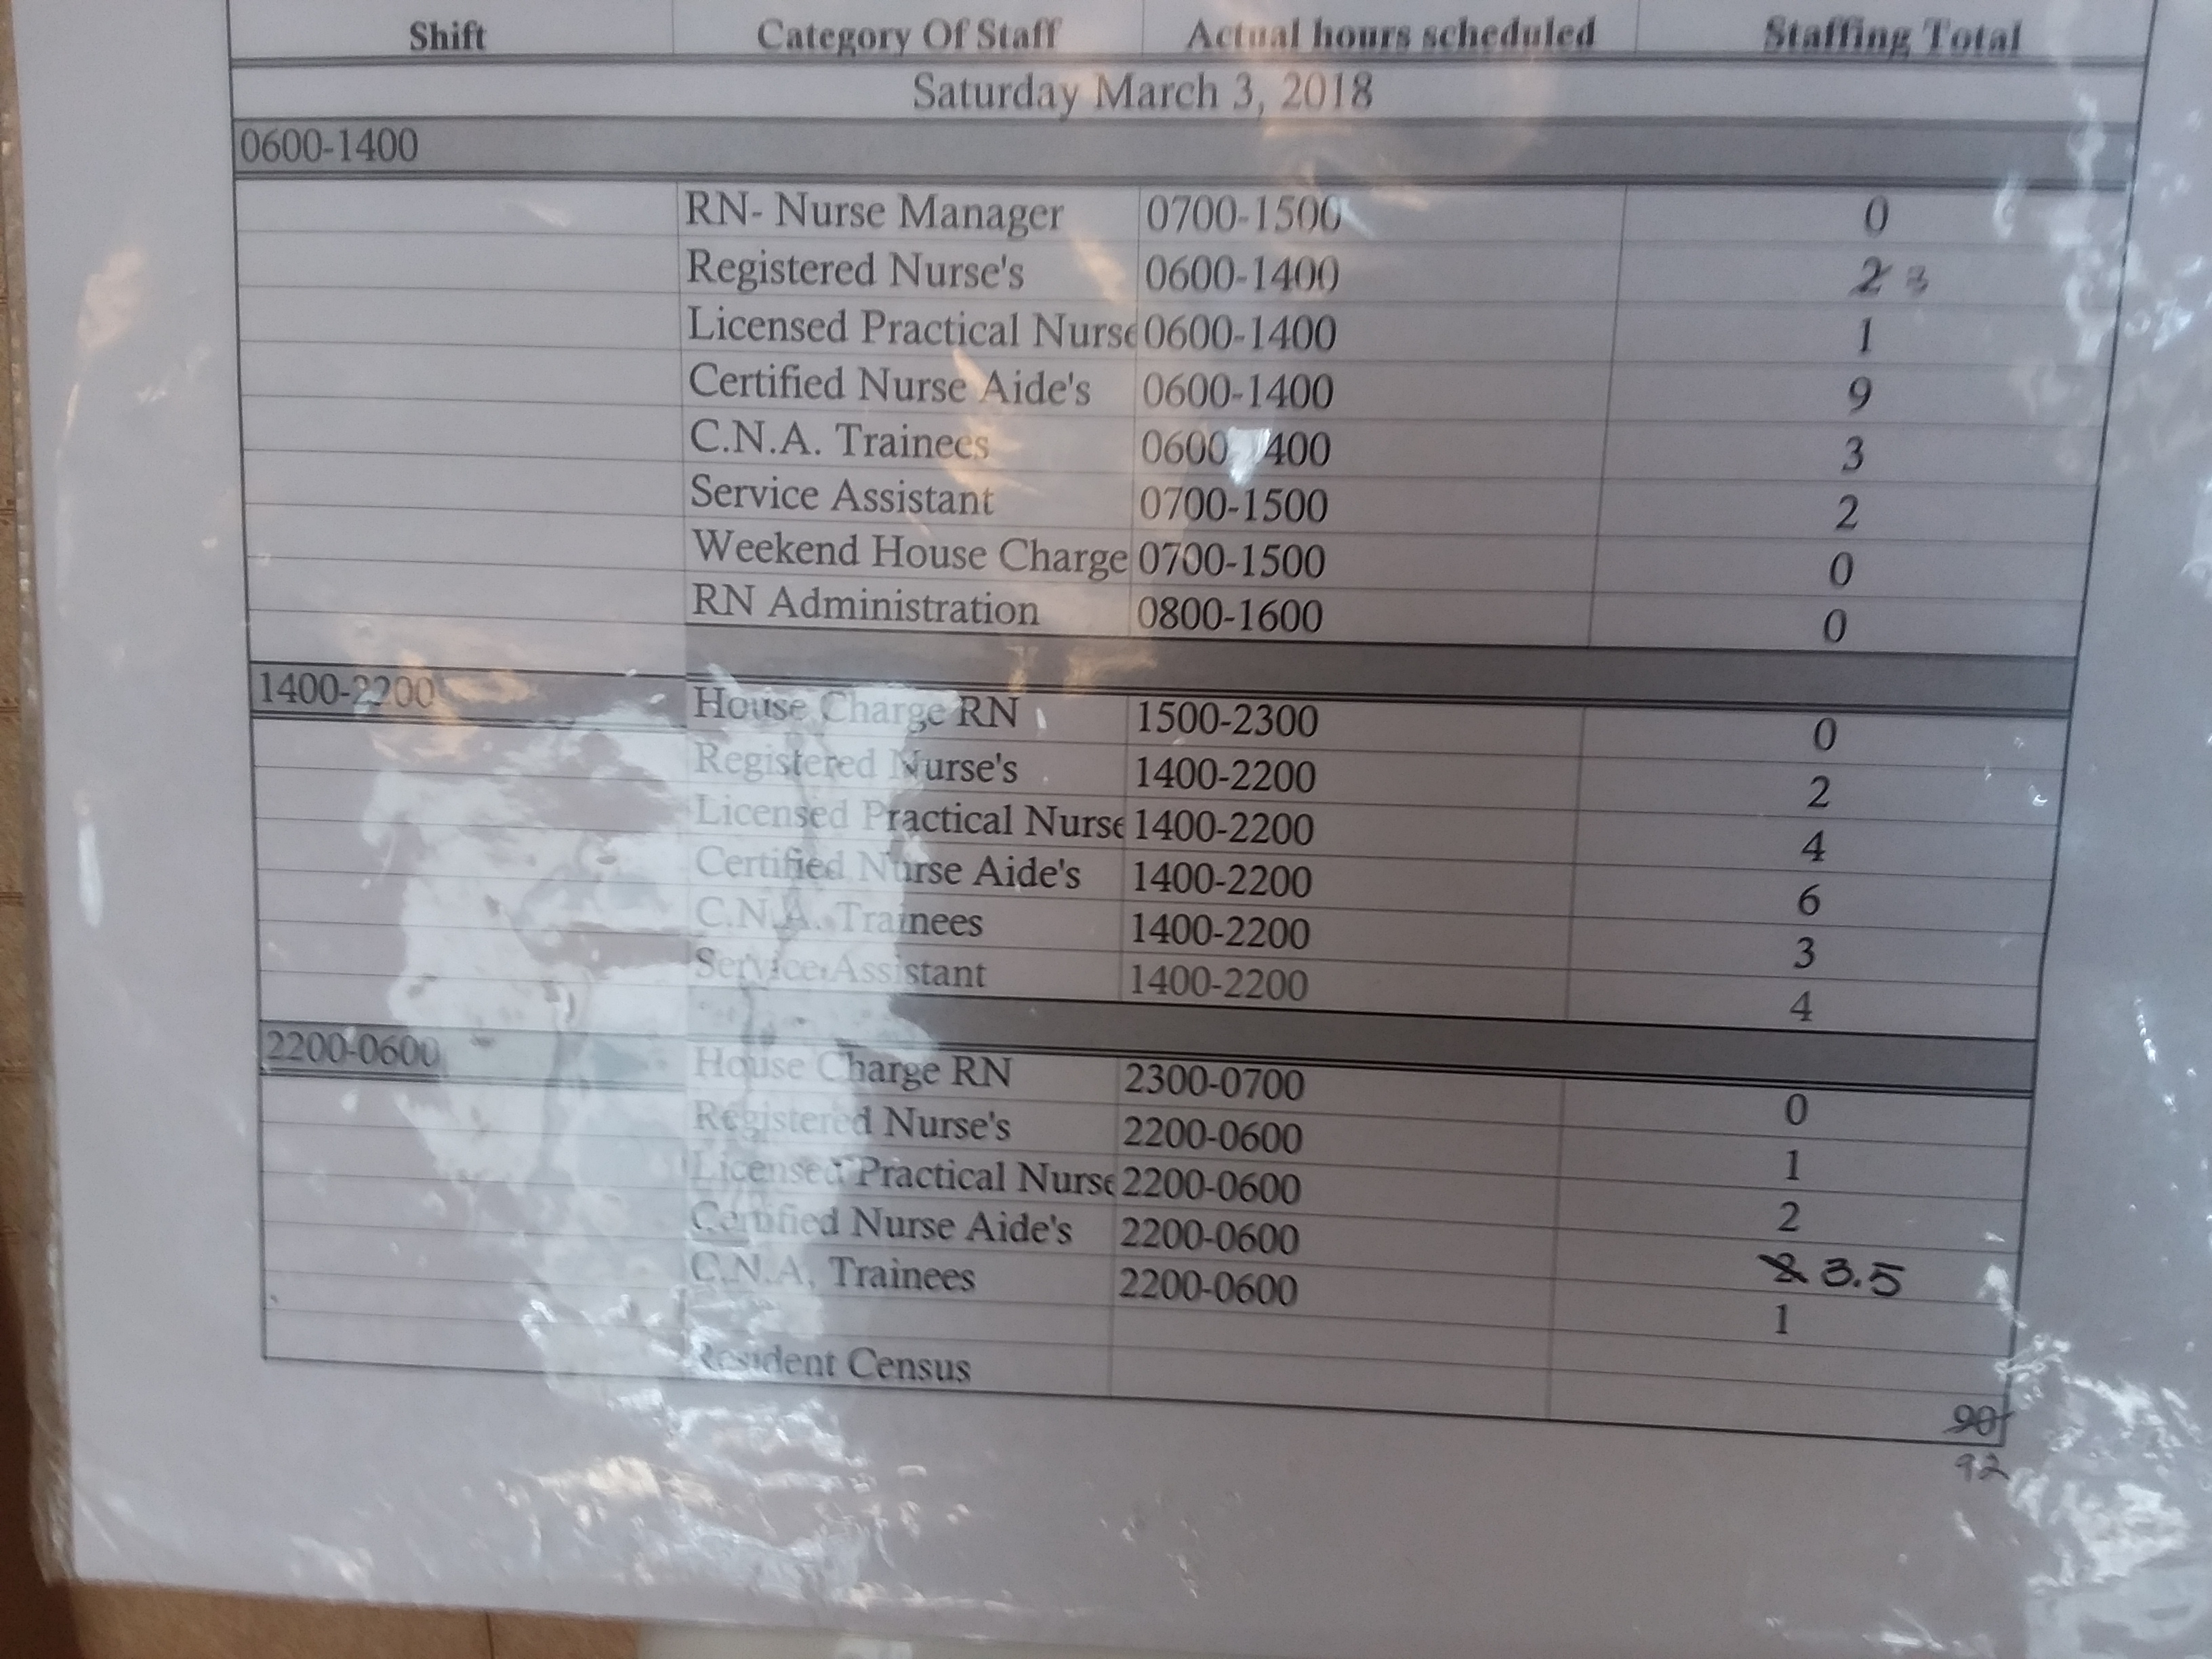 Shift Category Of Staff Actual hours scheduled Staffing Total
Saturday March 3, 2018
0600-1400
RN- Nurse Manager 0700-1500 0
Registered Nurse's 0600-1400 2 3
Licensed Practical Nurse 0600-1400 1
Certified Nurse Aide's 0600-1400 9
C.N.A. Trainees 0600 1400 3
Service Assistant 0700-1500 2
Weekend House Charge 0700-1500 0
RN Administration 0800-1600 0
1400-2200 House Charge RN 1500-2300 0
Registered Nurse's 1400-2200 2
Licensed Practical Nurse 1400-2200 4
Certified Nurse Aide's 1400-2200 6
C.N.A. Trainees 1400-2200 3
Service Assistant 1400-2200 4
2200-0600 House Charge RN 2300-0700 0
Registered Nurse's 2200-0600 1
Licensed Practical Nurse 2200-0600 2
Certified Nurse Aide's 2200-0600 3.5
C.N.A. Trainees 2200-0600 1
Resident Census 90
92